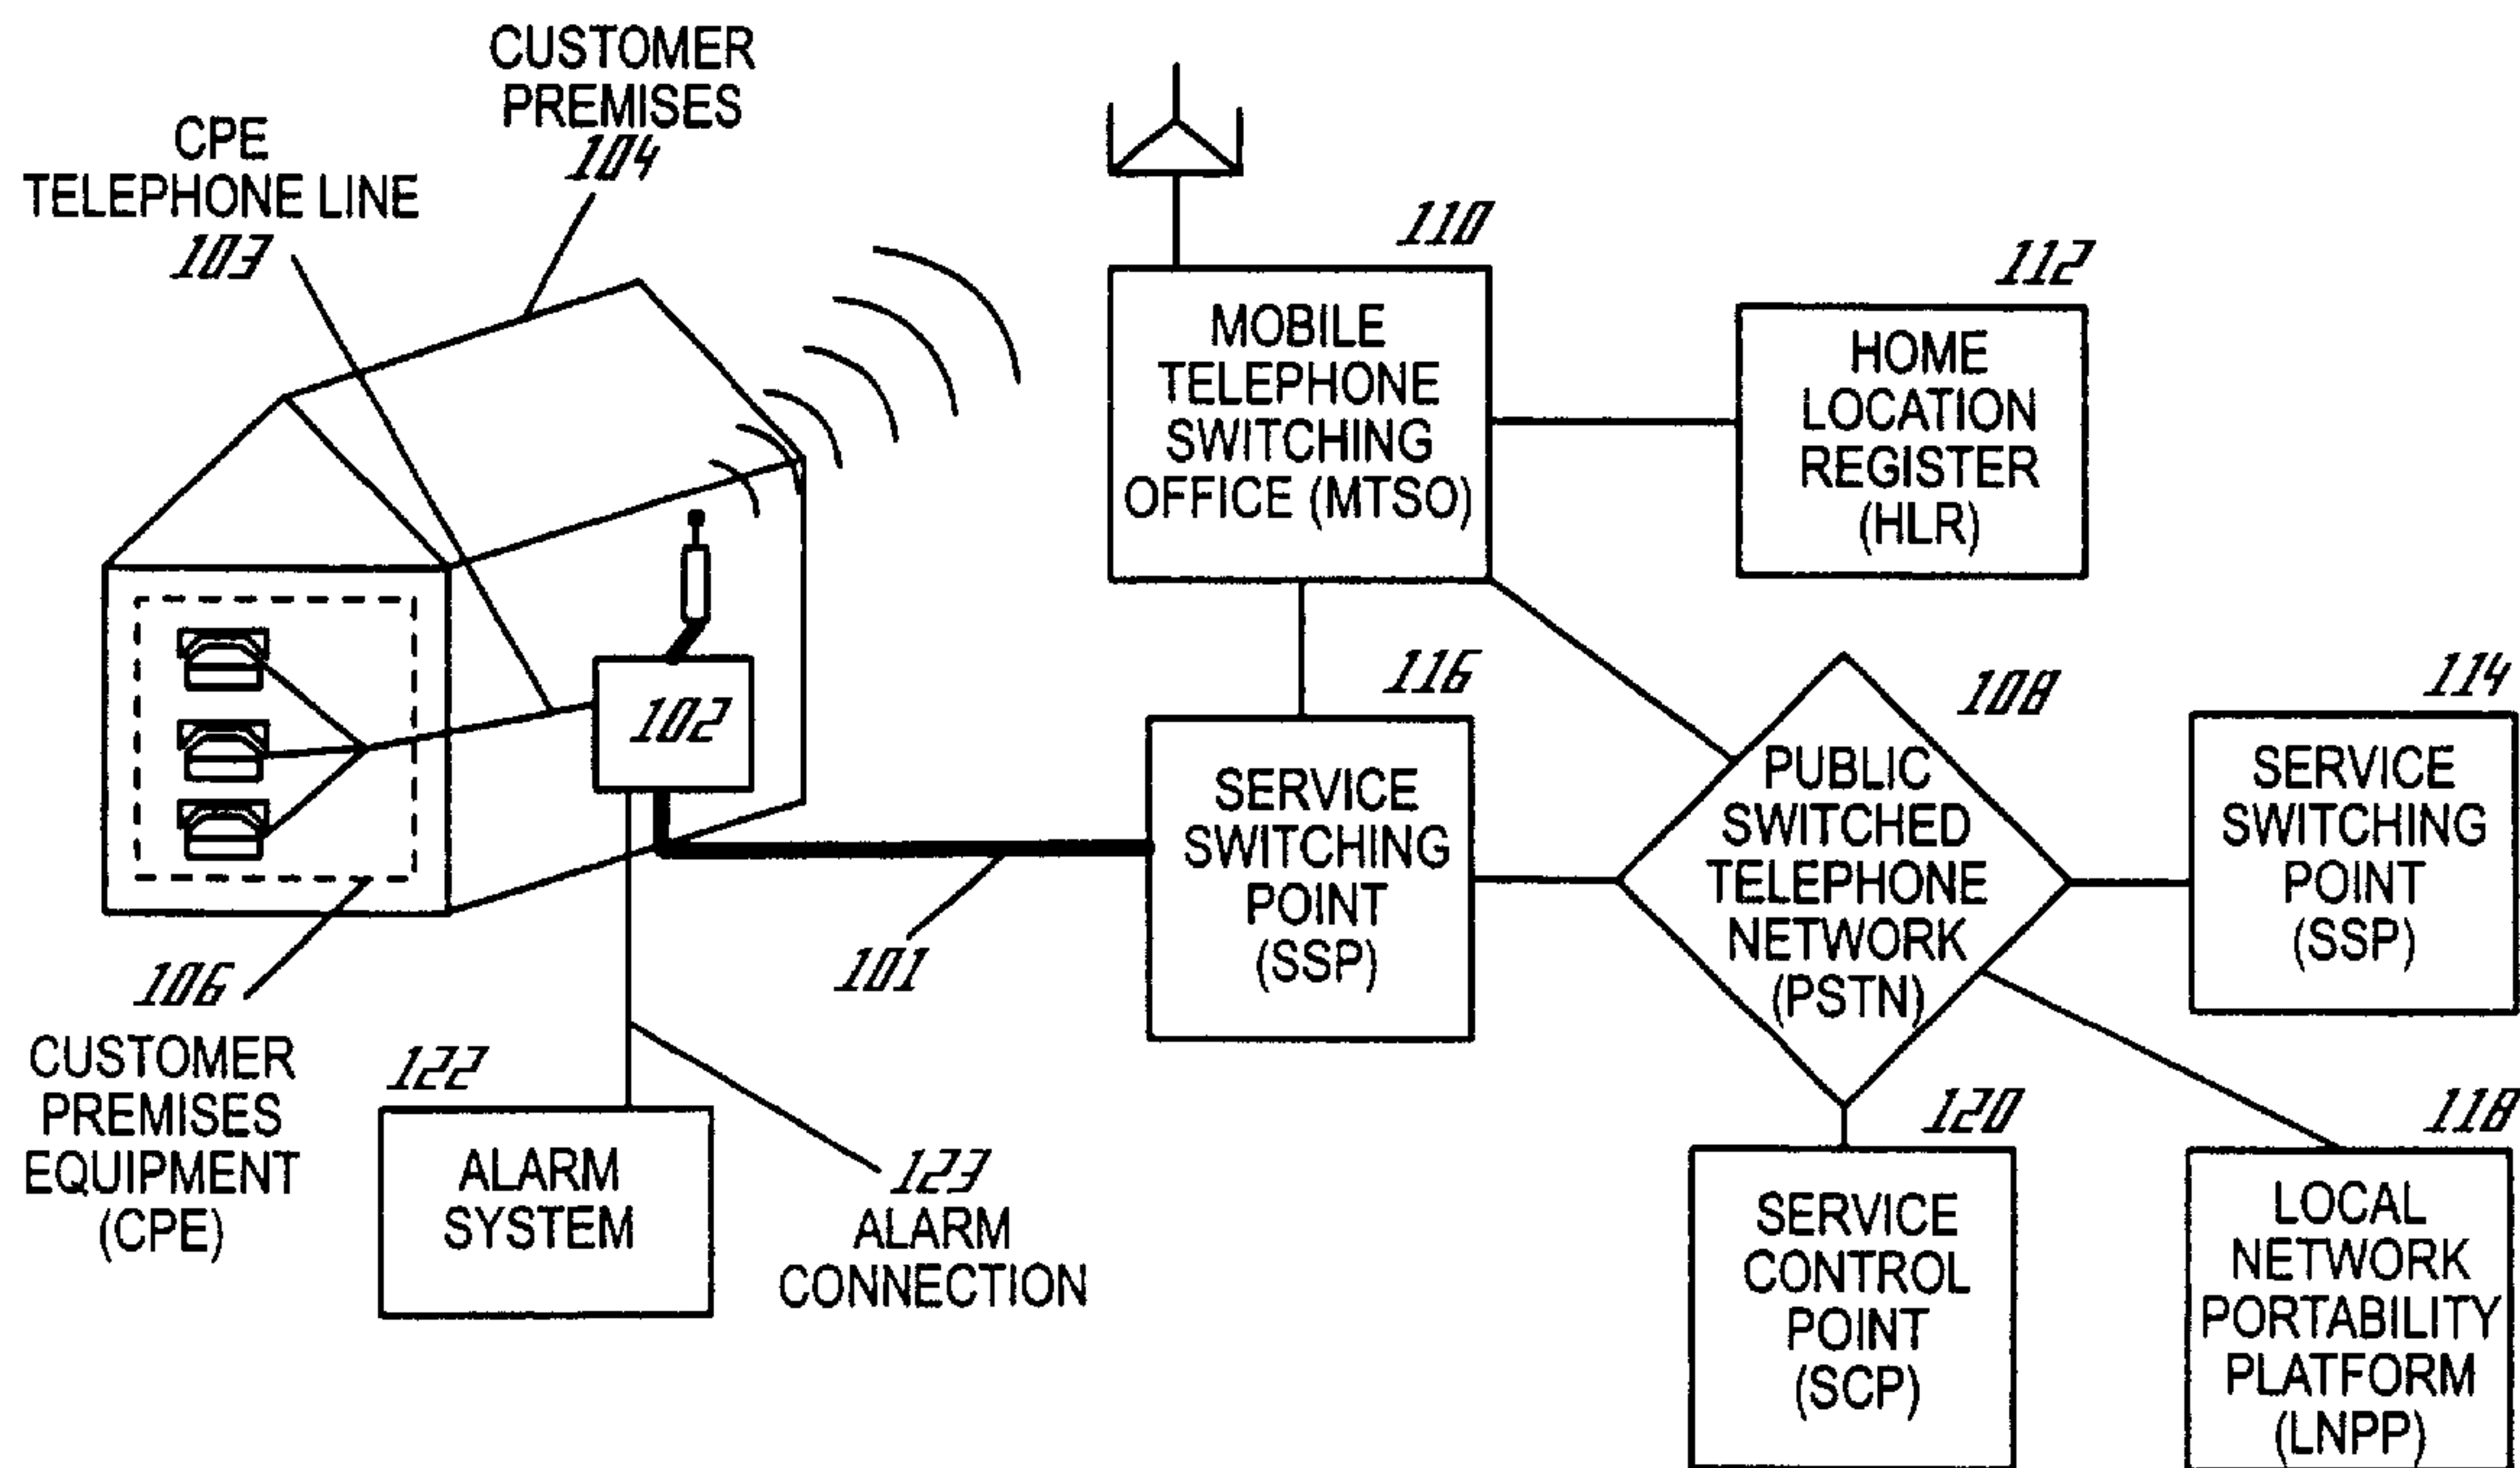 CUSTOMER
PREMISES
104
CPE
TELEPHONE LINE
103
110
MOBILE
TELEPHONE
SWITCHING
OFFICE (MTSO)
112
HOME
LOCATION
REGISTER
(HLR)
102
116
SERVICE
SWITCHING
POINT
(SSP)
108
PUBLIC
SWITCHED
TELEPHONE
NETWORK
(PSTN)
114
SERVICE
SWITCHING
POINT
(SSP)
101
106
CUSTOMER
PREMISES
EQUIPMENT
(CPE)
122
ALARM
SYSTEM
123
ALARM
CONNECTION
120
SERVICE
CONTROL
POINT
(SCP)
118
LOCAL
NETWORK
PORTABILITY
PLATFORM
(LNPP)